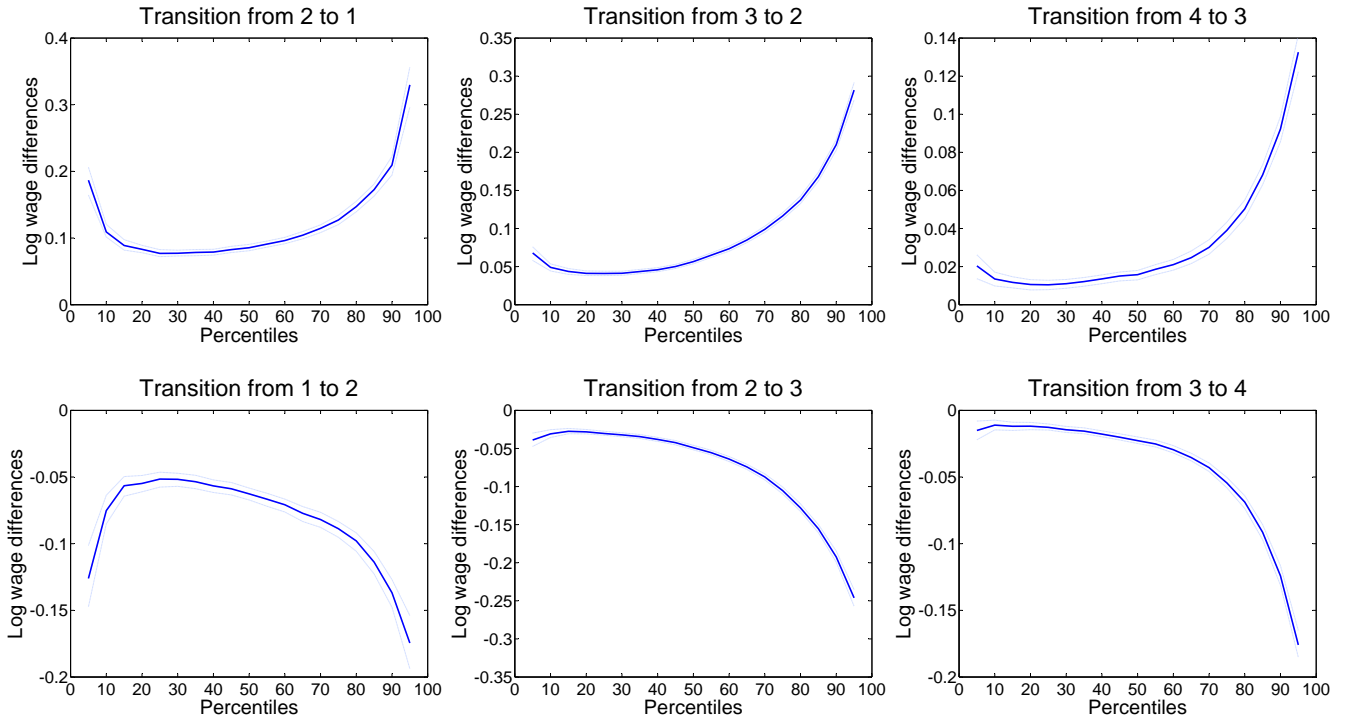 Transition from 2 to 1
0.4
0.3
0.2
0.1
0
Log wage differences
0 10 20 30 40 50 60 70 80 90 100
Percentiles
Transition from 3 to 2
0.35
0.3
0.25
0.2
0.15
0.1
0.05
0
Log wage differences
0 10 20 30 40 50 60 70 80 90 100
Percentiles
Transition from 4 to 3
0.14
0.12
0.1
0.08
0.06
0.04
0.02
0
Log wage differences
0 10 20 30 40 50 60 70 80 90 100
Percentiles
Transition from 1 to 2
0
-0.05
-0.1
-0.15
-0.2
Log wage differences
0 10 20 30 40 50 60 70 80 90 100
Percentiles
Transition from 2 to 3
0
-0.05
-0.1
-0.15
-0.2
-0.25
-0.3
-0.35
Log wage differences
0 10 20 30 40 50 60 70 80 90 100
Percentiles
Transition from 3 to 4
0
-0.05
-0.1
-0.15
-0.2
Log wage differences
0 10 20 30 40 50 60 70 80 90 100
Percentiles